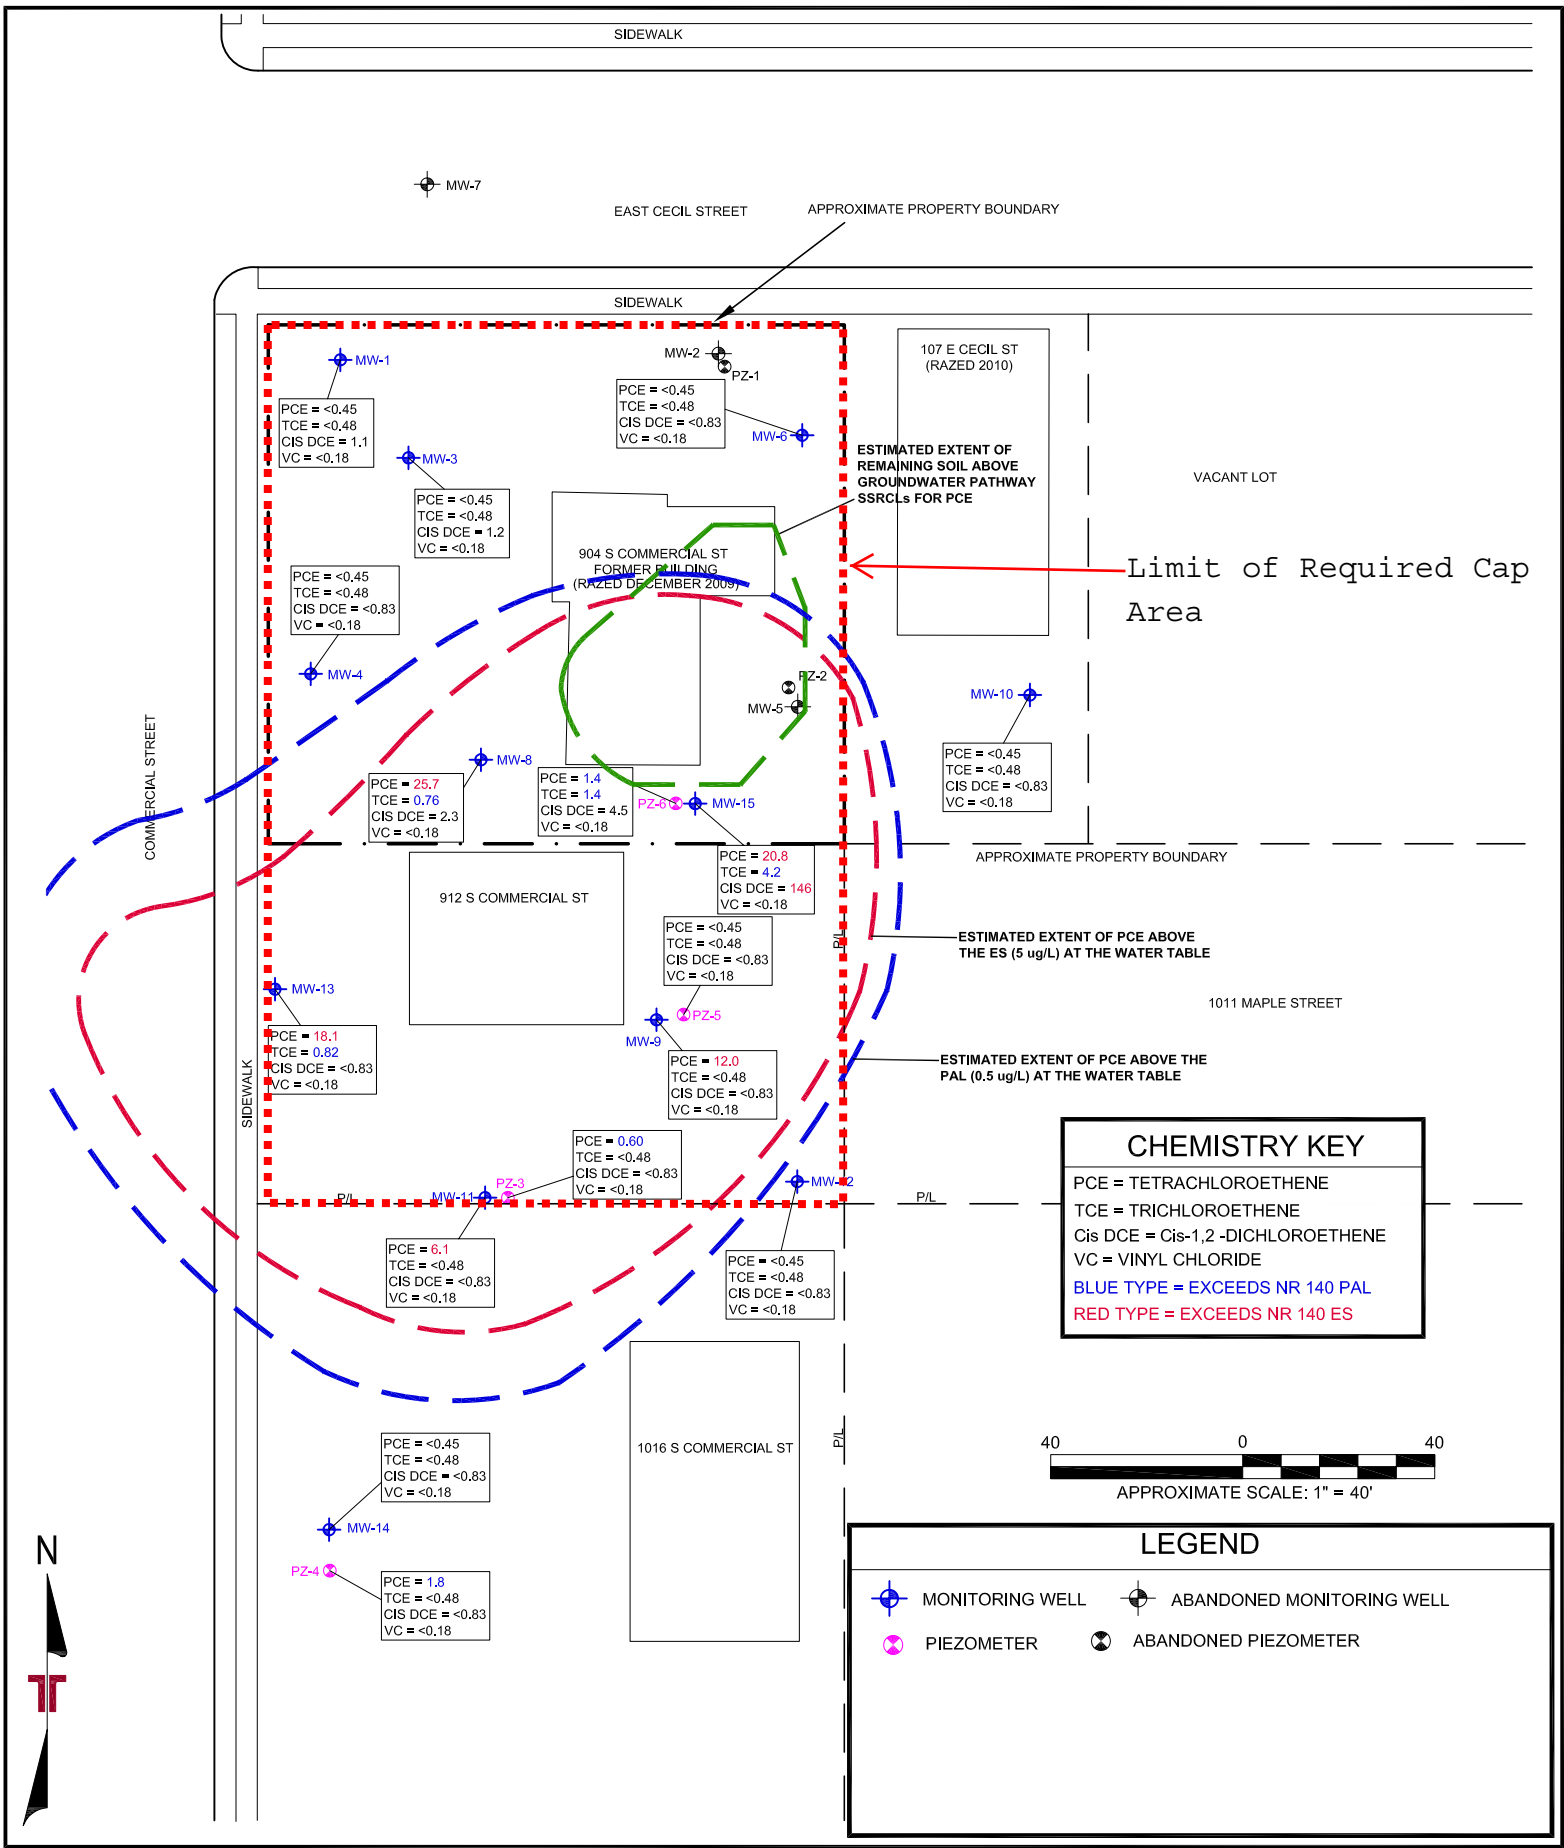 SIDEWALK
MW-7
EAST CECIL STREET
APPROXIMATE PROPERTY BOUNDARY
SIDEWALK
MW-1
MW-2
PZ-1
107 E CECIL ST
(RAZED 2010)
PCE = <0.45
TCE = <0.48
CIS DCE = 1.1
VC = <0.18
PCE = <0.45
TCE = <0.48
CIS DCE = <0.83
VC = <0.18
MW-6
MW-3
ESTIMATED EXTENT OF
REMAINING SOIL ABOVE
GROUNDWATER PATHWAY
SSRCLs FOR PCE
VACANT LOT
PCE = <0.45
TCE = <0.48
CIS DCE = 1.2
VC = <0.18
904 S COMMERCIAL ST
FORMER BUILDING
(RAZED DECEMBER 2009)
Limit of Required Cap
Area
PCE = <0.45
TCE = <0.48
CIS DCE = <0.83
VC = <0.18
MW-4
PZ-2
MW-5
MW-10
COMMERCIAL STREET
MW-8
PCE = <0.45
TCE = <0.48
CIS DCE = <0.83
VC = <0.18
PCE = 25.7
TCE = 0.76
CIS DCE = 2.3
VC = <0.18
PCE = 1.4
TCE = 1.4
CIS DCE = 4.5
VC = <0.18
PZ-6
MW-15
PCE = 20.8
TCE = 4.2
CIS DCE = 146
VC = <0.18
APPROXIMATE PROPERTY BOUNDARY
912 S COMMERCIAL ST
PCE = <0.45
TCE = <0.48
CIS DCE = <0.83
VC = <0.18
P/L
ESTIMATED EXTENT OF PCE ABOVE
THE ES (5 ug/L) AT THE WATER TABLE
MW-13
1011 MAPLE STREET
PZ-5
MW-9
PCE = 18.1
TCE = 0.82
CIS DCE = <0.83
VC = <0.18
PCE = 12.0
TCE = <0.48
CIS DCE = <0.83
VC = <0.18
ESTIMATED EXTENT OF PCE ABOVE THE
PAL (0.5 ug/L) AT THE WATER TABLE
SIDEWALK
PCE = 0.60
TCE = <0.48
CIS DCE = <0.83
VC = <0.18
PZ-3
MW-11
P/L
MW-12
P/L
CHEMISTRY KEY
PCE = TETRACHLOROETHENE
TCE = TRICHLOROETHENE
Cis DCE = Cis-1,2 -DICHLOROETHENE
VC = VINYL CHLORIDE
BLUE TYPE = EXCEEDS NR 140 PAL
RED TYPE = EXCEEDS NR 140 ES
PCE = 6.1
TCE = <0.48
CIS DCE = <0.83
VC = <0.18
PCE = <0.45
TCE = <0.48
CIS DCE = <0.83
VC = <0.18
1016 S COMMERCIAL ST
P/L
PCE = <0.45
TCE = <0.48
CIS DCE = <0.83
VC = <0.18
40 0 40
APPROXIMATE SCALE: 1" = 40'
MW-14
PZ-4
PCE = 1.8
TCE = <0.48
CIS DCE = <0.83
VC = <0.18
N
LEGEND
MONITORING WELL
ABANDONED MONITORING WELL
PIEZOMETER
ABANDONED PIEZOMETER